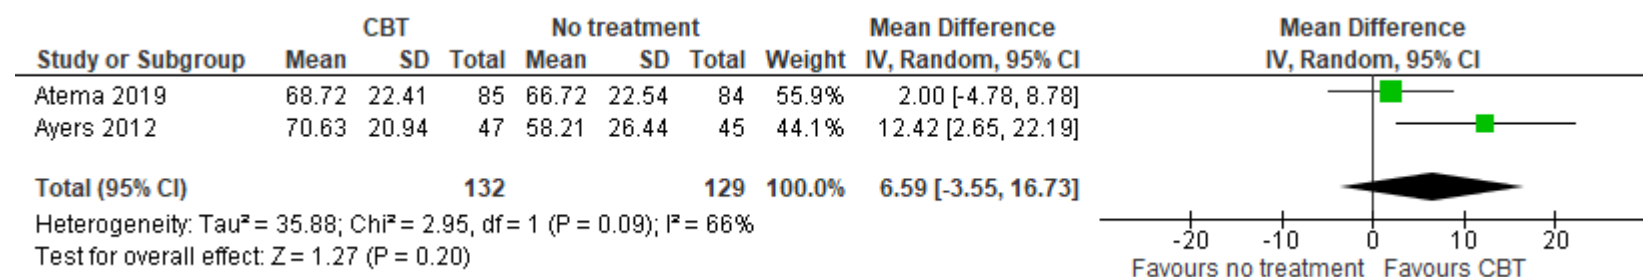 CBT No treatment Mean Difference Mean Difference
Study or Subgroup Mean SD Total Mean SD Total Weight IV, Random, 95% CI IV, Random, 95% CI
Atema 2019 68.72 22.41 85 66.72 22.54 84 55.9% 2.00 [-4.78, 8.78]
Ayers 2012 70.63 20.94 47 58.21 26.44 45 44.1% 12.42 [2.65, 22.19]
Total (95% CI) 132 129 100.0% 6.59 [-3.55, 16.73]
Heterogeneity: Tau² = 35.88; Chi² = 2.95, df = 1 (P = 0.09); I² = 66%
Test for overall effect: Z = 1.27 (P = 0.20)
-20 -10 0 10 20
Favours no treatment Favours CBT